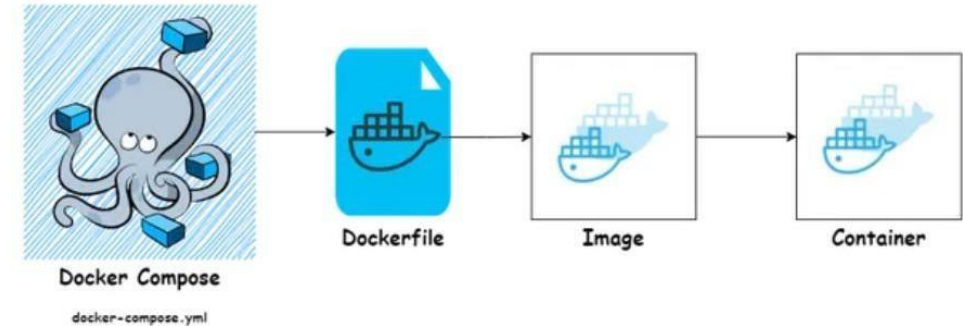 Dockerfile
Image
Container
Docker Compose
docker-compose.yml